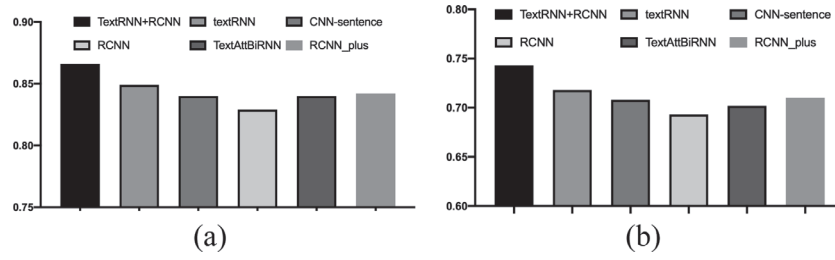 0.90
0.85
0.80
0.75
TextRNN+RCNN textRNN CNN-sentence
RCNN TextAttBiRNN RCNN_plus
(a)
0.80
0.75
0.70
0.65
0.60
TextRNN+RCNN textRNN CNN-sentence
RCNN TextAttBiRNN RCNN_plus
(b)